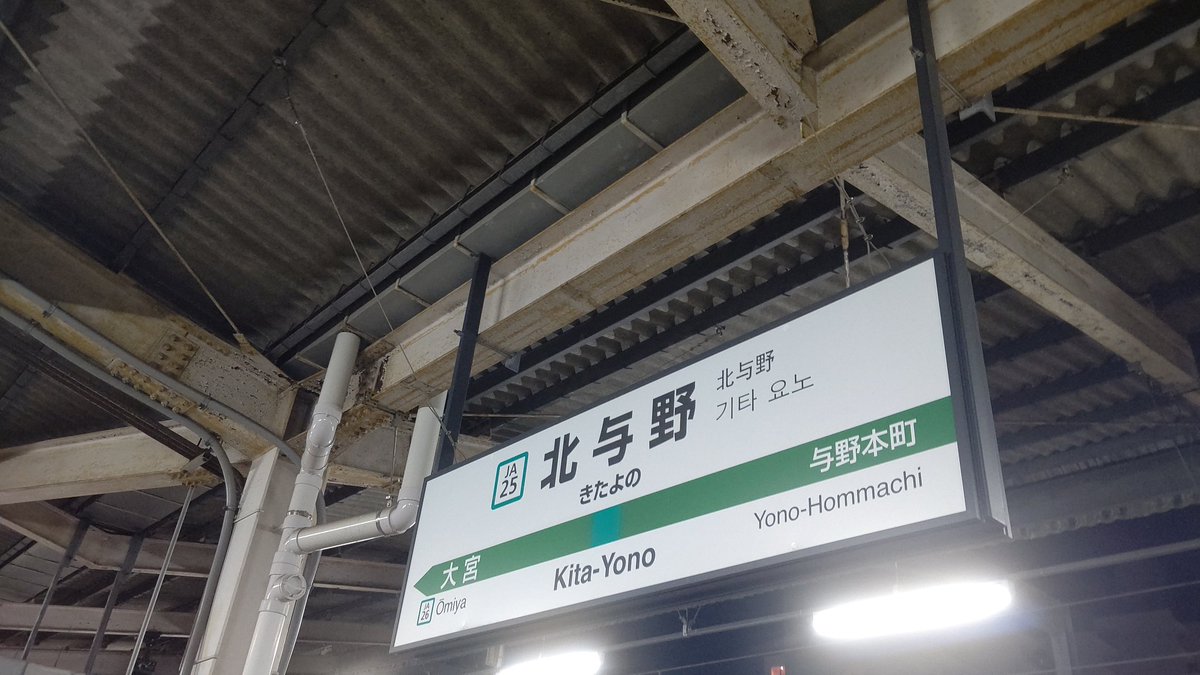 JA
25
北与野
北与野
기타 요노
きたよの
大宮
与野本町
JA
26
Ōmiya
Kita-Yono
Yono-Hommachi